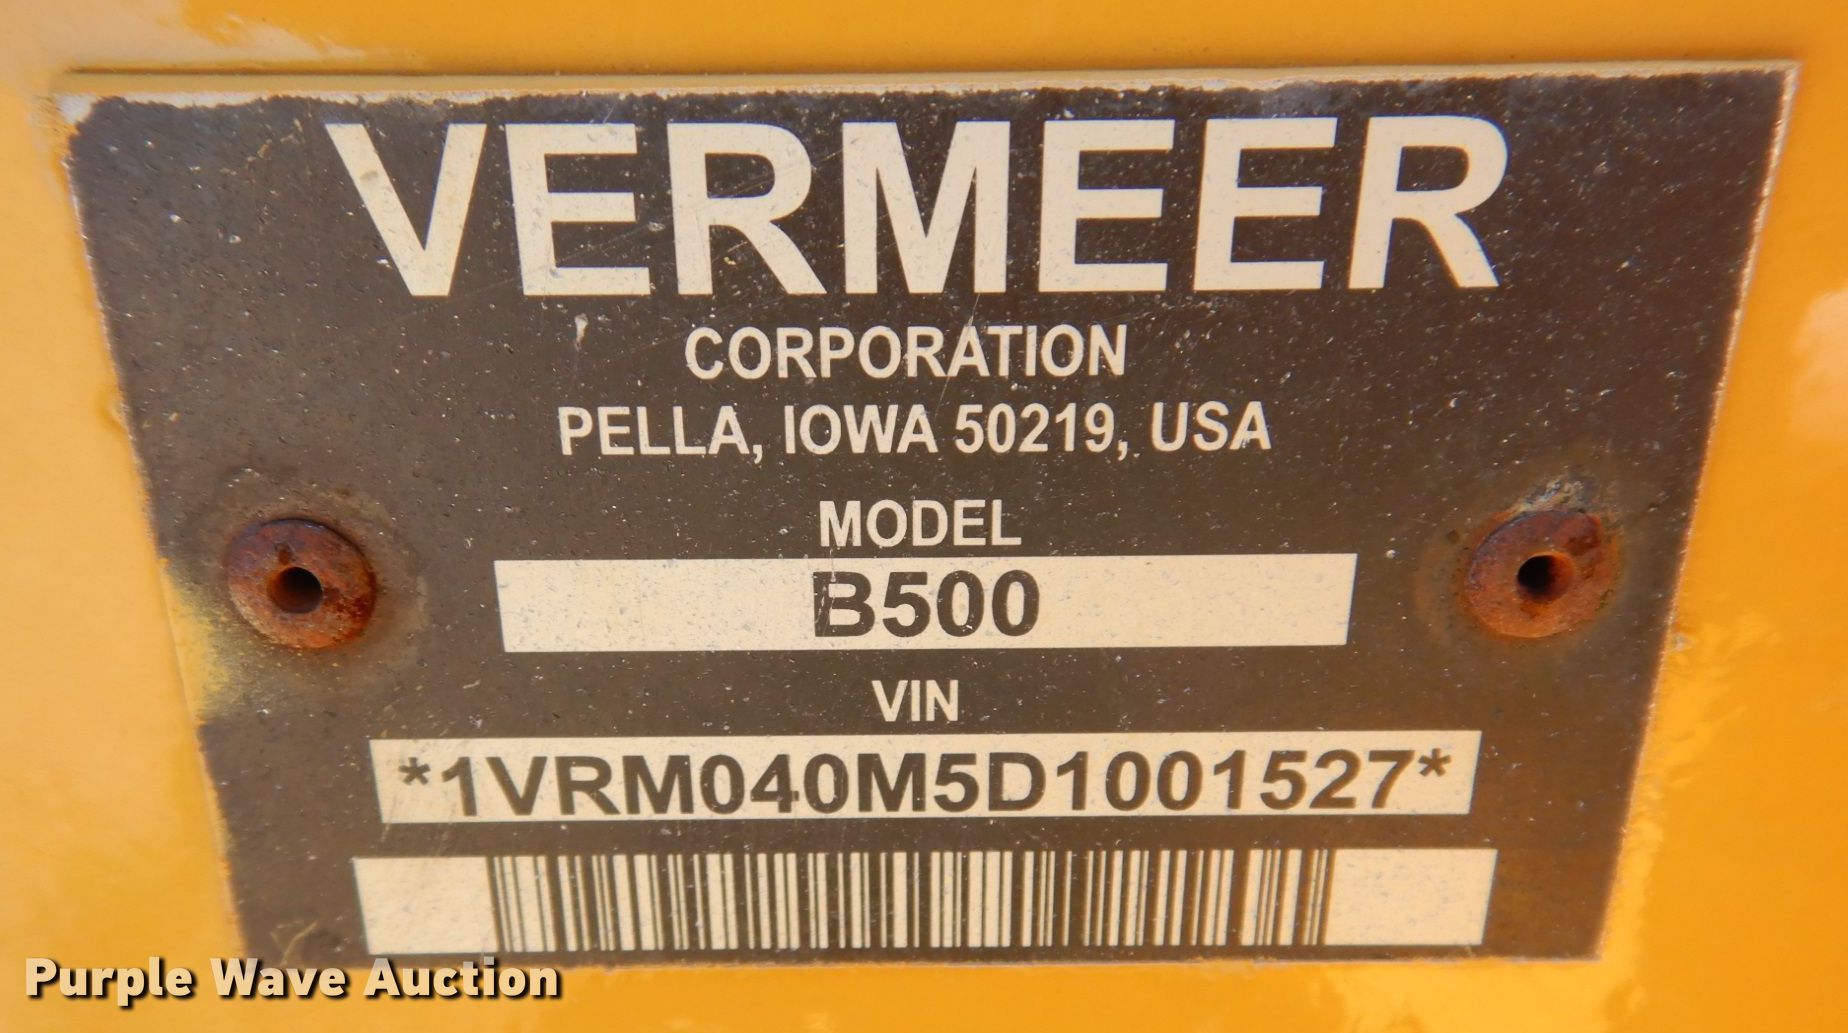 VERMEER
CORPORATION
PELLA, IOWA 50219, USA
MODEL
B500
VIN
*1VRM040M5D1001527*
Purple Wave Auction